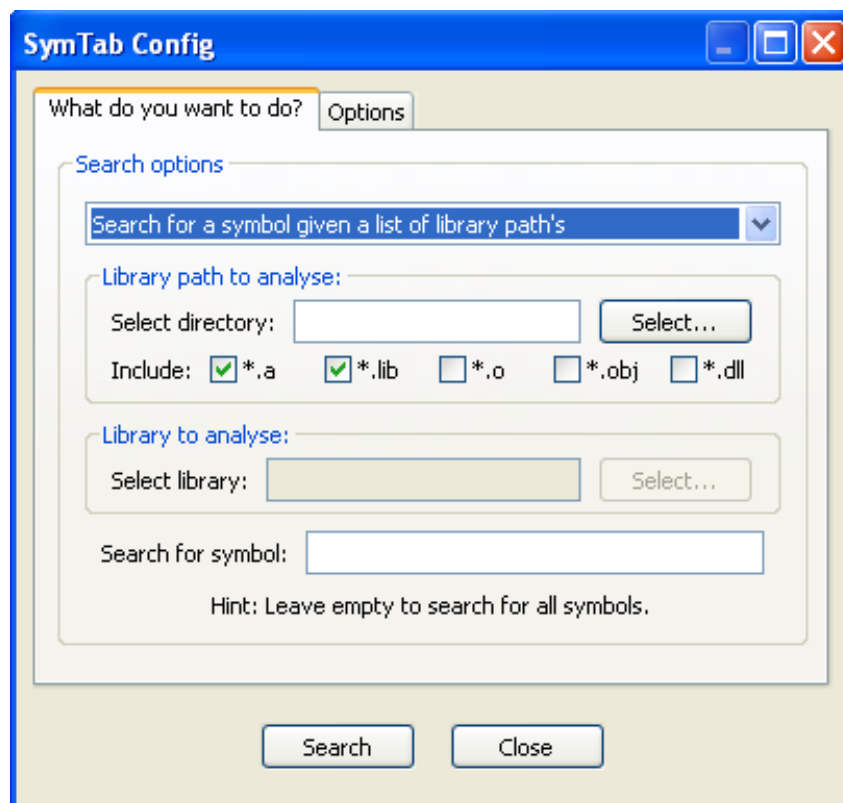 SymTab Config
What do you want to do? Options
Search options
Search for a symbol given a list of library path's
Library path to analyse:
Select directory: Select...
Include: *.a *.lib *.o *.obj *.dll
Library to analyse:
Select library: Select...
Search for symbol:
Hint: Leave empty to search for all symbols.
Search Close